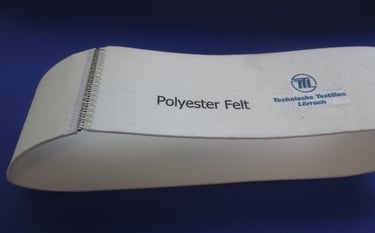 Polyester Felt
TTL
Technische Textilien
Lörrach